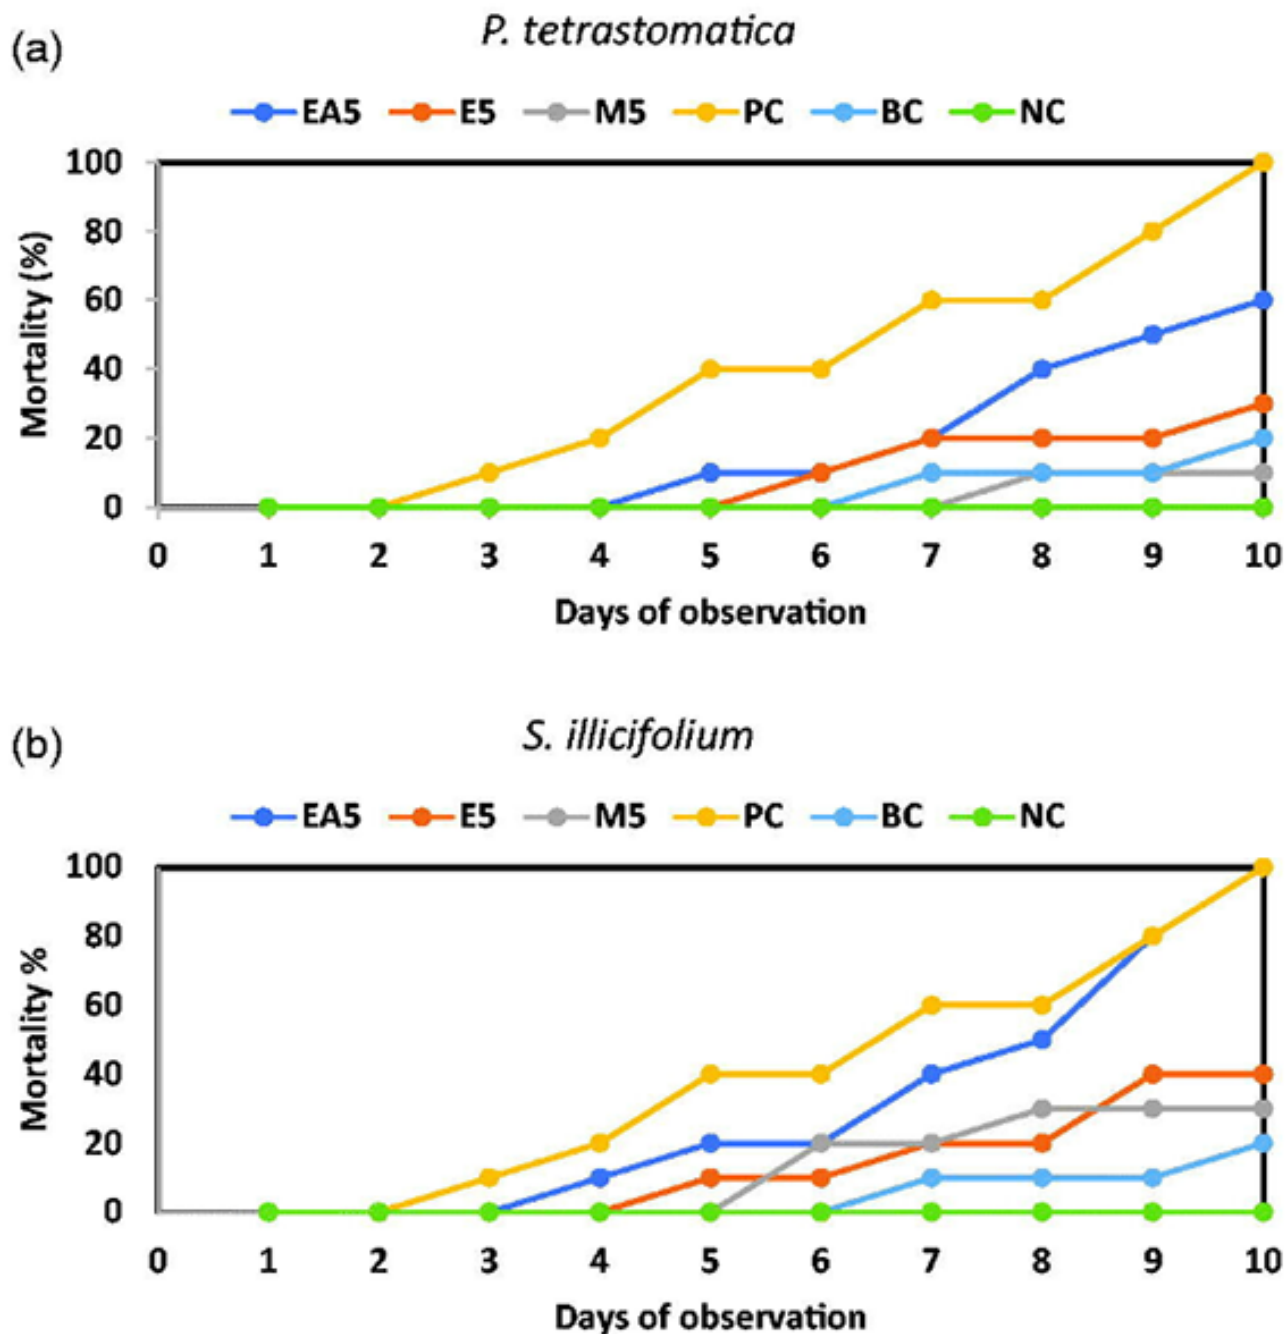 (a)
P. tetrastomatica
EA5 E5 M5 PC BC NC
100
80
60
40
20
0
Mortality (%)
0 1 2 3 4 5 6 7 8 9 10
Days of observation
(b)
S. illicifolium
EA5 E5 M5 PC BC NC
100
80
60
40
20
0
Mortality %
0 1 2 3 4 5 6 7 8 9 10
Days of observation